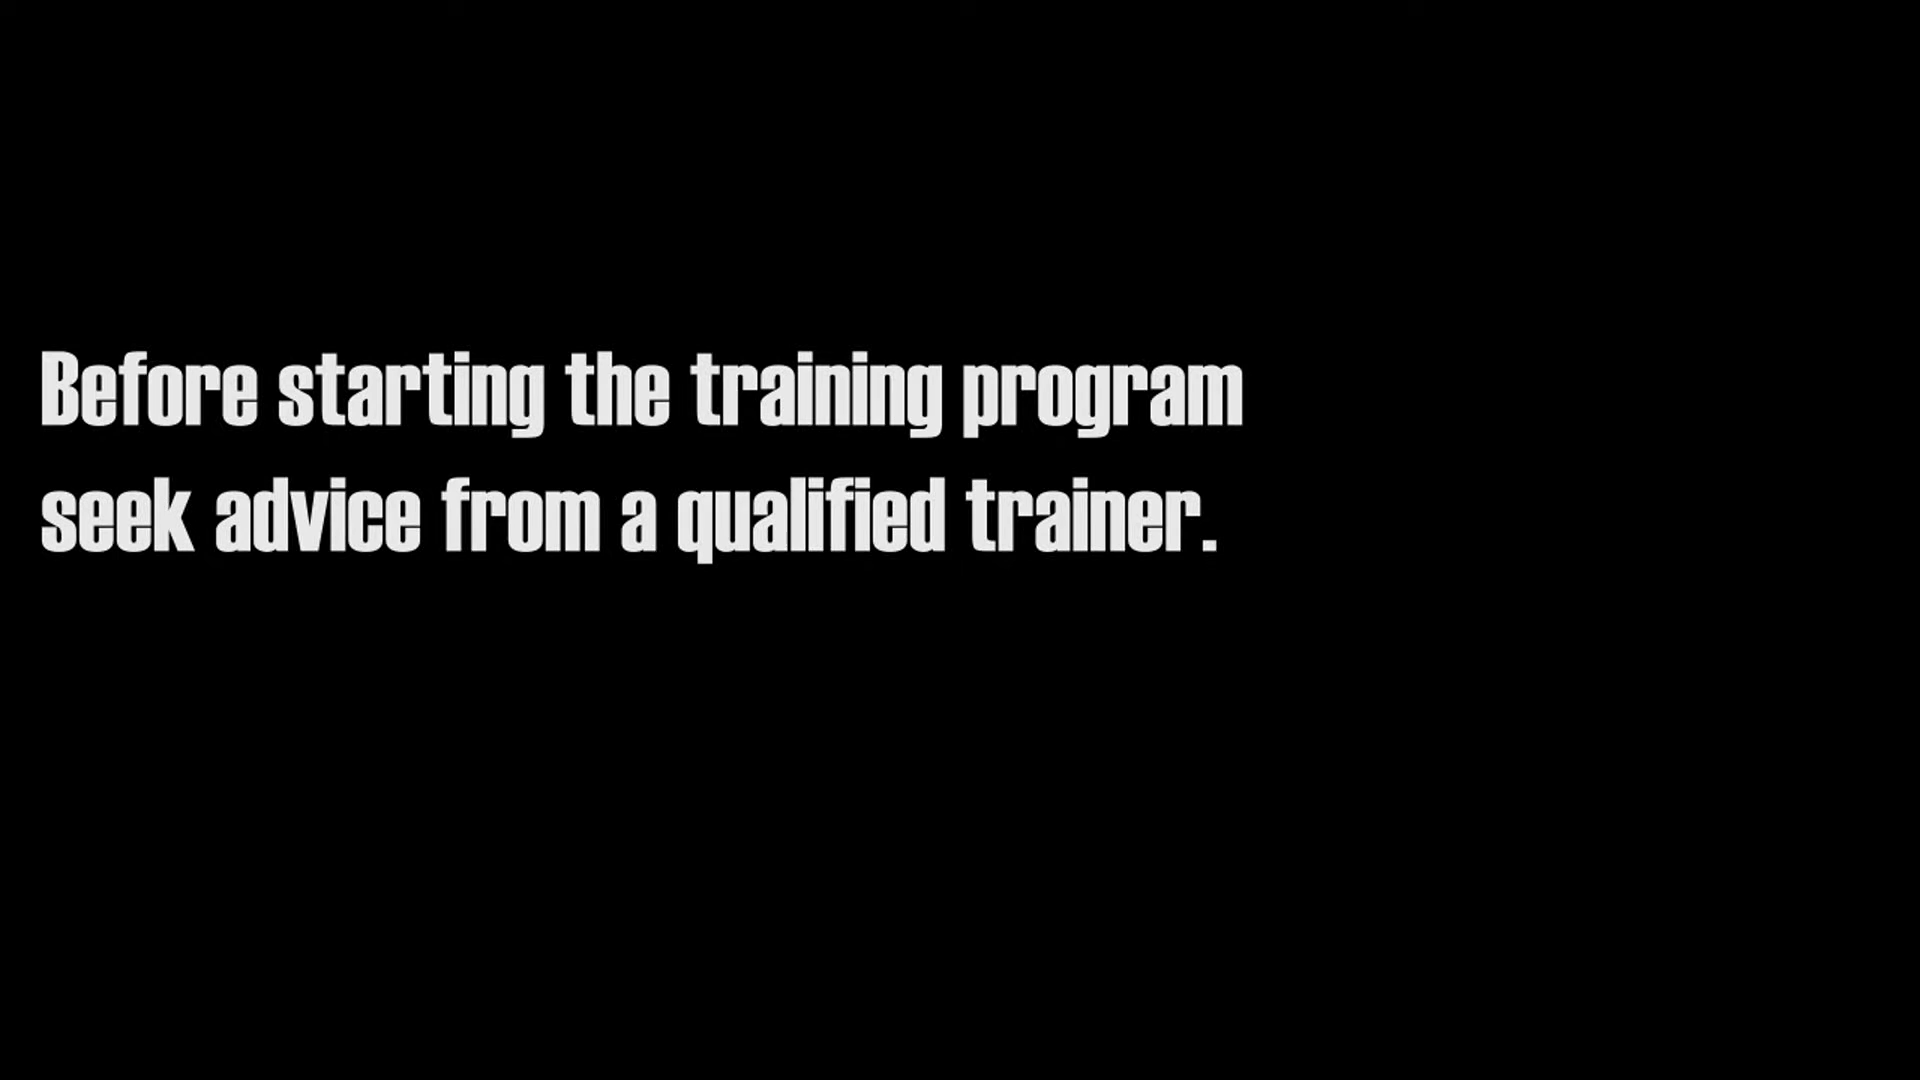 Before starting the training program
seek advice from a qualified trainer.